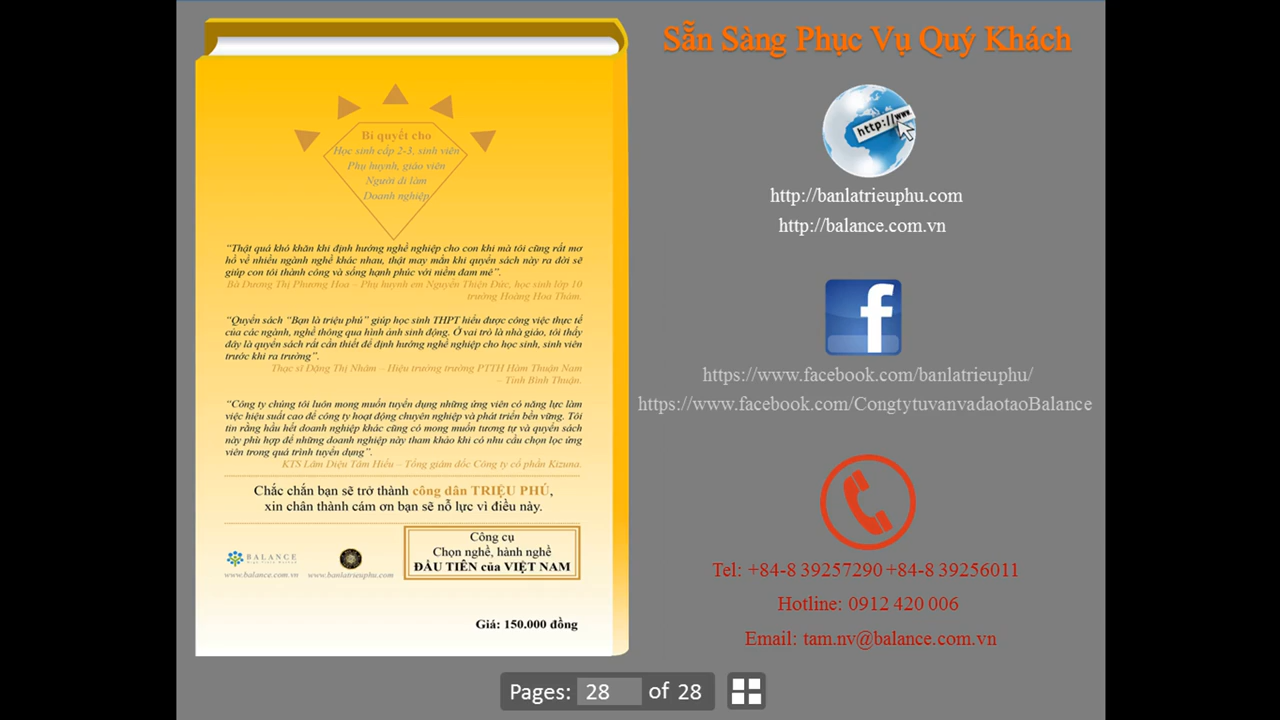 Bí quyết cho
Học sinh cấp 2-3, sinh viên
Phụ huynh, giáo viên
Người đi làm
Doanh nghiệp
“Thật quá khó khăn khi định hướng nghề nghiệp cho con khi mà tôi cũng rất mơ
hồ về nhiều ngành nghề khác nhau, thật may mắn khi quyển sách này ra đời sẽ
giúp con tôi thành công và sống hạnh phúc với niềm đam mê”.
Bà Dương Thị Phương Hoa – Phụ huynh em Nguyễn Thiện Đức, học sinh lớp 10
trường Hoàng Hoa Thám.
“Quyển sách “Bạn là triệu phú” giúp học sinh THPT hiểu được công việc thực tế
của các ngành, nghề thông qua hình ảnh sinh động. Ở vai trò là nhà giáo, tôi thấy
đây là quyển sách rất cần thiết để định hướng nghề nghiệp cho học sinh, sinh viên
trước khi ra trường”.
Thạc sĩ Đặng Thị Nhâm – Hiệu trưởng trường PTTH Hàm Thuận Nam
– Tỉnh Bình Thuận.
“Công ty chúng tôi luôn mong muốn tuyển dụng những ứng viên có năng lực làm
việc hiệu suất cao để công ty hoạt động chuyên nghiệp và phát triển bền vững. Tôi
tin rằng hầu hết doanh nghiệp khác cũng có mong muốn tương tự và quyển sách
này phù hợp để những doanh nghiệp này tham khảo khi có nhu cầu chọn lọc ứng
viên trong quá trình tuyển dụng”.
KTS Lâm Diệu Tâm Hiếu – Tổng giám đốc Công ty cổ phần Kizuna.
Chắc chắn bạn sẽ trở thành công dân TRIỆU PHÚ,
xin chân thành cám ơn bạn sẽ nỗ lực vì điều này.
BALANCE
www.balance.com.vn
www.banlatrieuphu.com
Công cụ
Chọn nghề, hành nghề
ĐẦU TIÊN của VIỆT NAM
Giá: 150.000 đồng
Sẵn Sàng Phục Vụ Quý Khách
http://www
http://banlatrieuphu.com
http://balance.com.vn
f
https://www.facebook.com/banlatrieuphu/
https://www.facebook.com/CongtytuvanvadaotaoBalance
Tel: +84-8 39257290 +84-8 39256011
Hotline: 0912 420 006
Email: tam.nv@balance.com.vn
Pages: 28 of 28